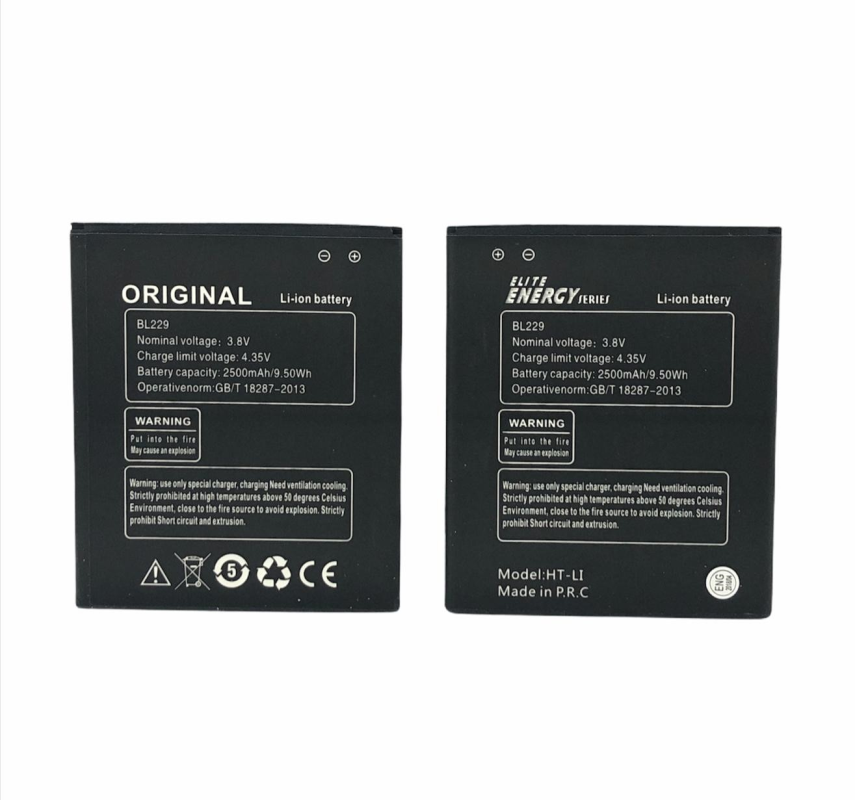 ORIGINAL Li-ion battery
BL229
Nominal voltage: 3.8V
Charge limit voltage: 4.35V
Battery capacity: 2500mAh/9.50Wh
Operativenorm:GB/T 18287-2013
WARNING
Put into the fire
May cause an explosion
Warning: use only special charger, charging Need ventilation cooling.
Strictly prohibited at high temperatures above 50 degrees Celsius
Environment, close to the fire source to avoid explosion. Strictly
prohibit Short circuit and extrusion.
5
CE
ELITE
ENERGY SERIES Li-ion battery
BL229
Nominal voltage: 3.8V
Charge limit voltage: 4.35V
Battery capacity: 2500mAh/9.50Wh
Operativenorm:GB/T 18287-2013
WARNING
Put into the fire
May cause an explosion
Warning: use only special charger, charging Need ventilation cooling.
Strictly prohibited at high temperatures above 50 degrees Celsius
Environment, close to the fire source to avoid explosion. Strictly
prohibit Short circuit and extrusion.
Model:HT-LI
Made in P.R.C
ENG